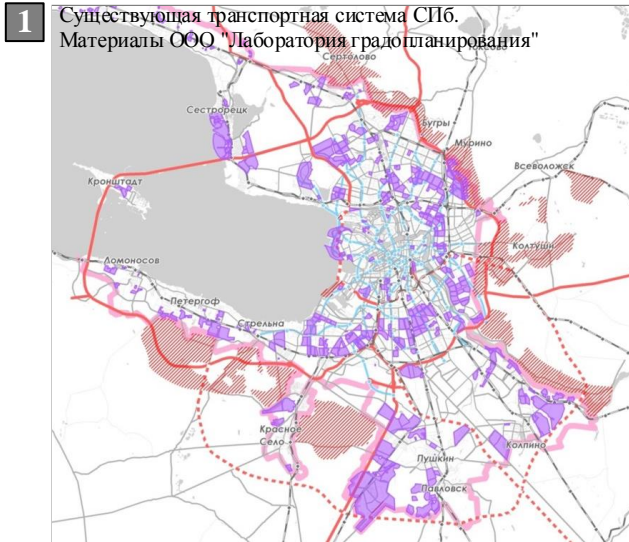 1
Существующая транспортная система СПб.
Материалы ООО "Лаборатория градопланирования"
Сертолово
Сестрорецк
Бугры
Мурино
Всеволожск
Кронштадт
Колтуши
Ломоносов
Петергоф
Стрельна
Красное
Село
Колпино
Пушкин
Павловск